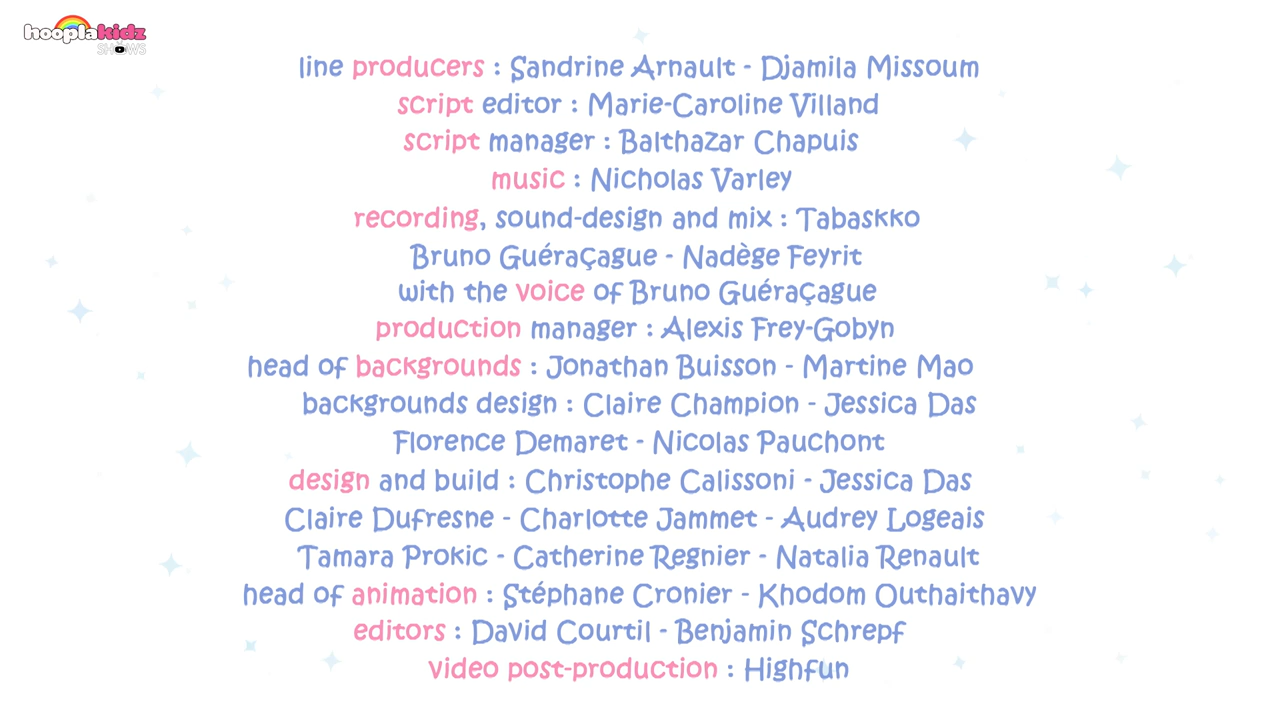 hooplakidz
SHOWS
line producers : Sandrine Arnault - Djamila Missoum
script editor : Marie-Caroline Villand
script manager : Balthazar Chapuis
music : Nicholas Varley
recording, sound-design and mix : Tabaskko
Bruno Guéraçague - Nadège Feyrit
with the voice of Bruno Guéraçague
production manager : Alexis Frey-Gobyn
head of backgrounds : Jonathan Buisson - Martine Mao
backgrounds design : Claire Champion - Jessica Das
Florence Demaret - Nicolas Pauchont
design and build : Christophe Calissoni - Jessica Das
Claire Dufresne - Charlotte Jammet - Audrey Logeais
Tamara Prokic - Catherine Regnier - Natalia Renault
head of animation : Stéphane Cronier - Khodom Outhaithavy
editors : David Courtil - Benjamin Schrepf
video post-production : Highfun